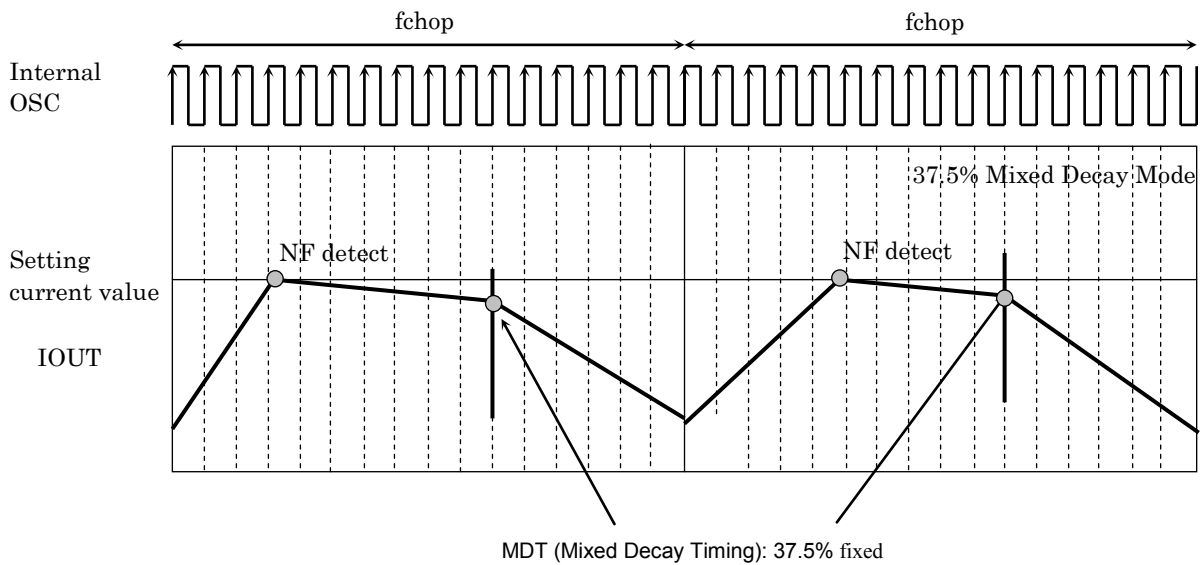 fchop fchop
Internal
OSC
37.5% Mixed Decay Mode
NF detect NF detect
Setting
current value
IOUT
MDT (Mixed Decay Timing): 37.5% fixed